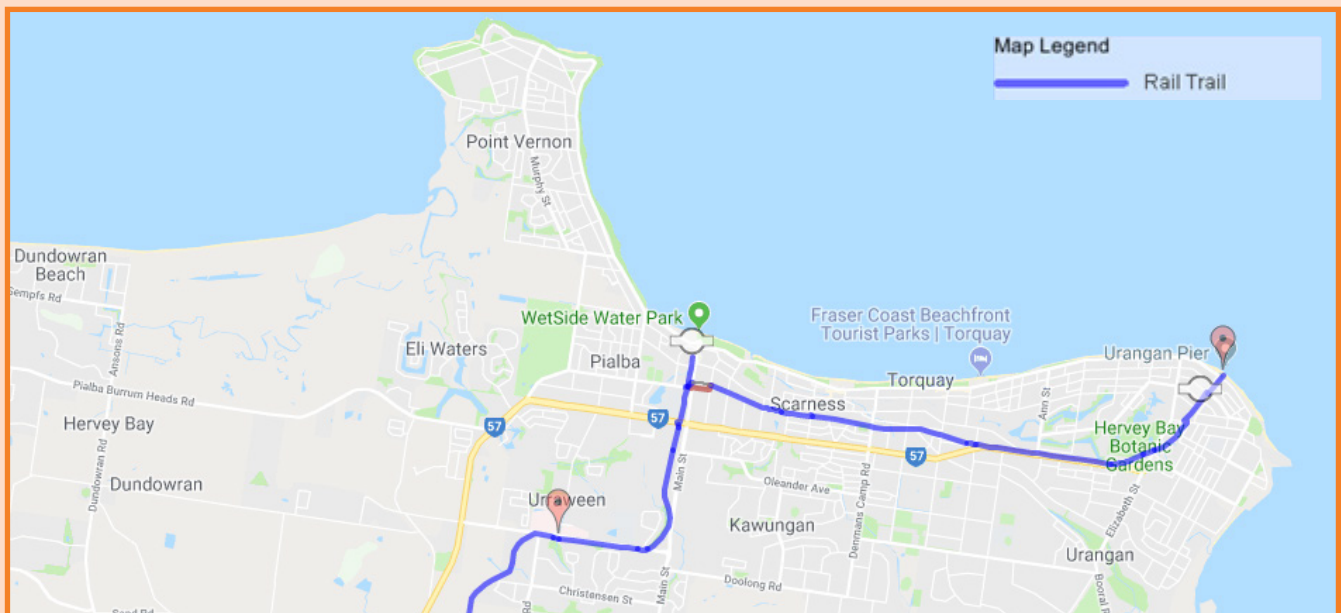 Map Legend
Rail Trail
Point Vernon
Murphy St
Dundowran
Beach
Sempfs Rd
Ansons Rd
WetSide Water Park
Fraser Coast Beachfront
Tourist Parks | Torquay
Eli Waters
Pialba
Urangan Pier
Torquay
Pialba Burrum Heads Rd
Scarness
Ann St
57
57
57
Hervey Bay
Hervey Bay
Botanic
Gardens
Dundowran Rd
Dundowran
Main St
Oleander Ave
Elizabeth St
Urraween
Kawungan
Denmans Camp Rd
Urangan
Main St
Doolong Rd
Christensen St
Rd
Booral R